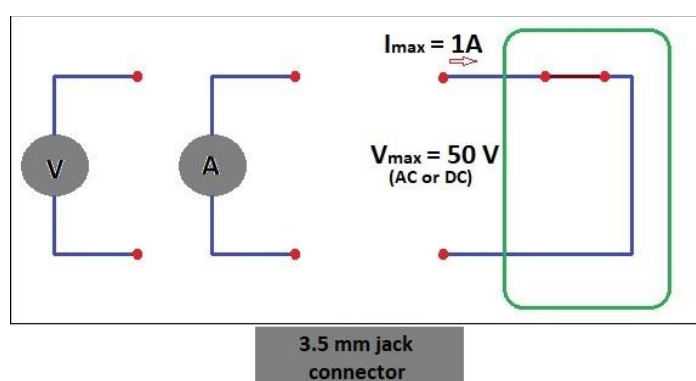 Imax = 1A
V
A
Vmax = 50 V
(AC or DC)
3.5 mm jack
connector